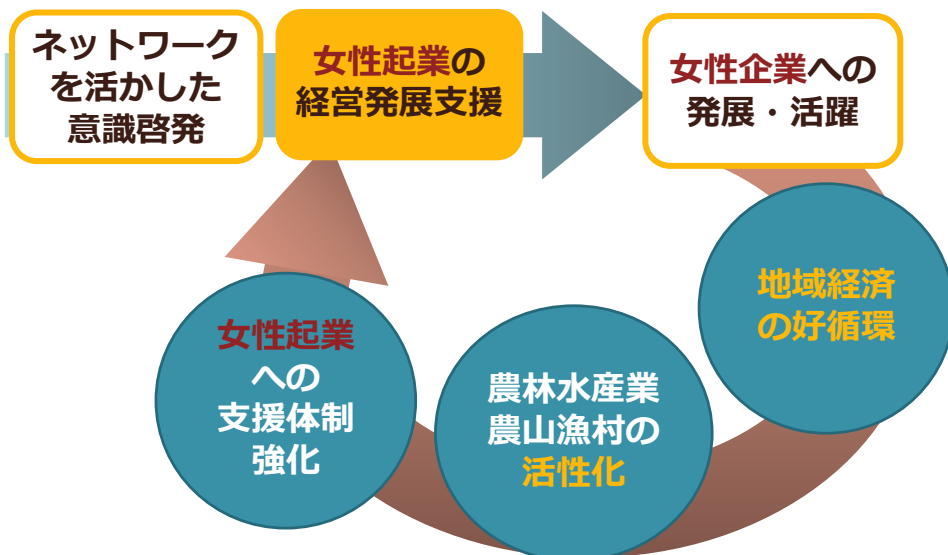 ネットワーク
を活かした
意識啓発
女性起業の
経営発展支援
女性企業への
発展・活躍
地域経済
の好循環
農林水産業
農山漁村の
活性化
女性起業
への
支援体制
強化